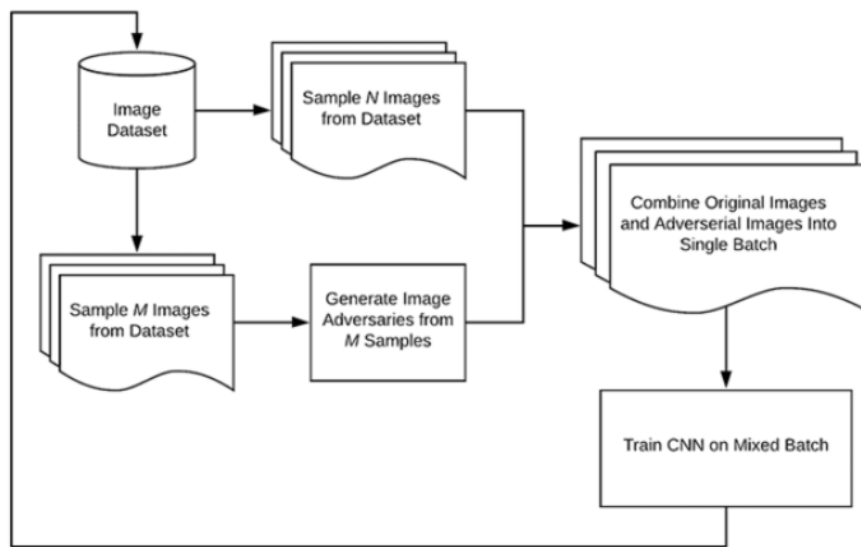 Image
Dataset
Sample N Images
from Dataset
Combine Original Images
and Adverserial Images Into
Single Batch
Sample M Images
from Dataset
Generate Image
Adversaries from
M Samples
Train CNN on Mixed Batch